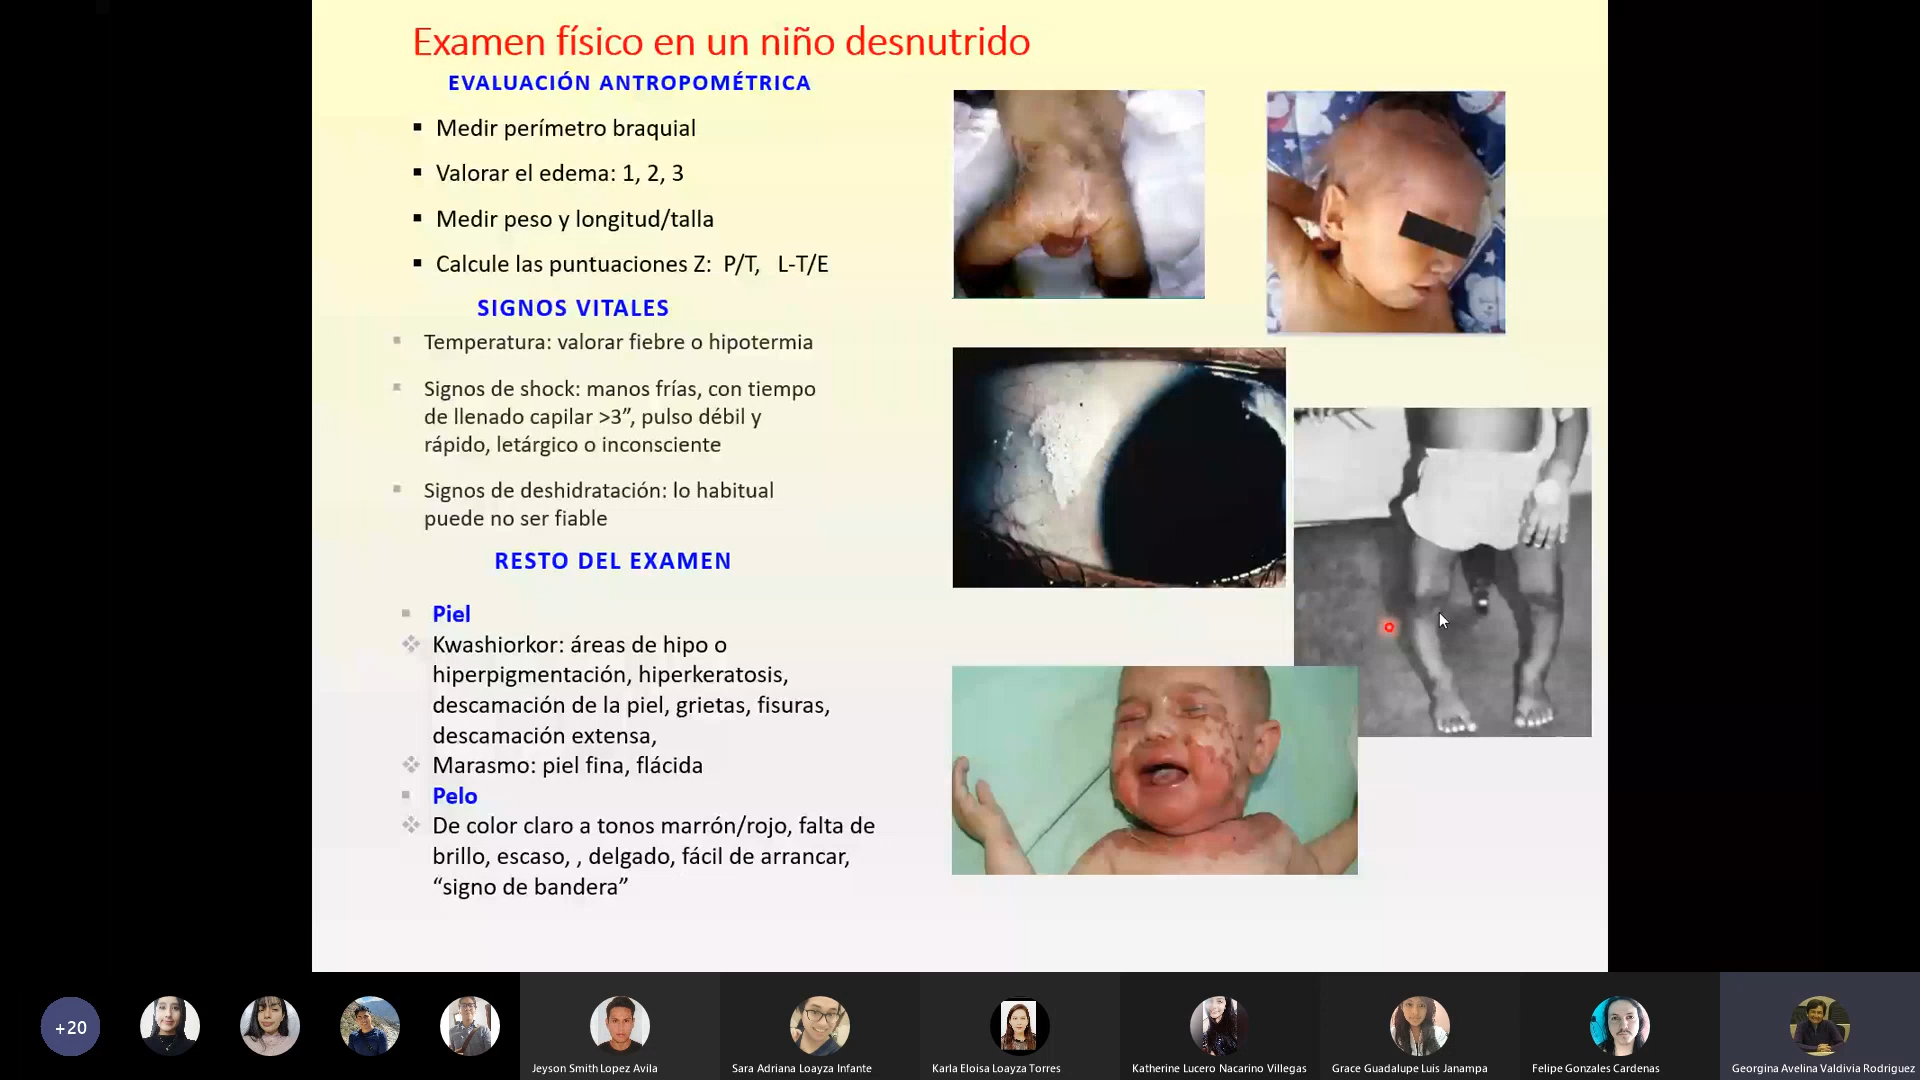 Examen físico en un niño desnutrido
EVALUACIÓN ANTROPOMÉTRICA
▪ Medir perímetro braquial
▪ Valorar el edema: 1, 2, 3
▪ Medir peso y longitud/talla
▪ Calcule las puntuaciones Z: P/T, L-T/E
SIGNOS VITALES
▪ Temperatura: valorar fiebre o hipotermia
▪ Signos de shock: manos frías, con tiempo
de llenado capilar >3”, pulso débil y
rápido, letárgico o inconsciente
▪ Signos de deshidratación: lo habitual
puede no ser fiable
RESTO DEL EXAMEN
▪ Piel
❖ Kwashiorkor: áreas de hipo o
hiperpigmentación, hiperkeratosis,
descamación de la piel, grietas, fisuras,
descamación extensa,
❖ Marasmo: piel fina, flácida
▪ Pelo
❖ De color claro a tonos marrón/rojo, falta de
brillo, escaso, , delgado, fácil de arrancar,
“signo de bandera”
+20
Jeyson Smith Lopez Avila
Sara Adriana Loayza Infante
Karla Eloisa Loayza Torres
Katherine Lucero Nacarino Villegas
Grace Guadalupe Luis Janampa
Felipe Gonzales Cardenas
Georgina Avelina Valdivia Rodriguez